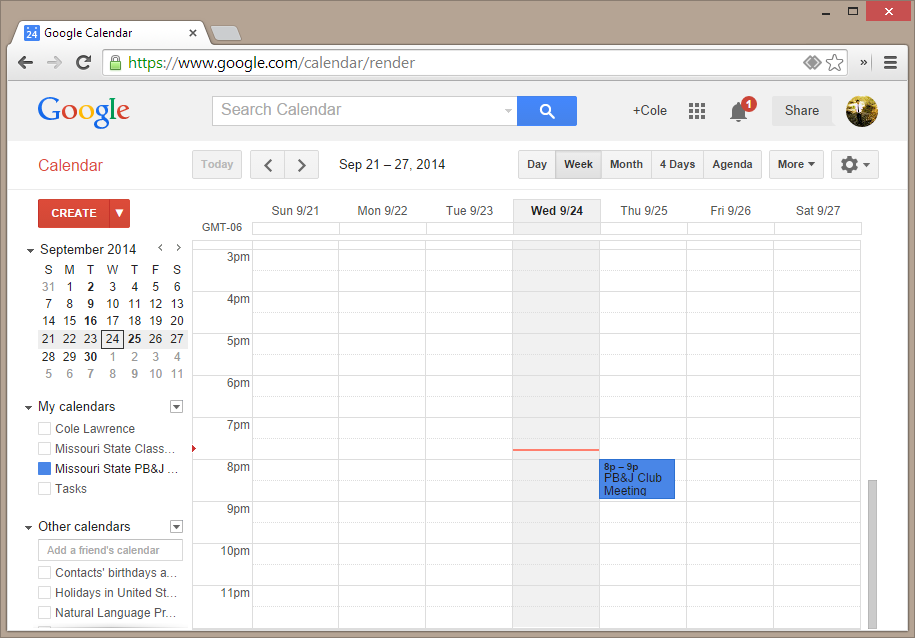 24 Google Calendar
https://www.google.com/calendar/render
Google
Search Calendar
+Cole
1
Share
Calendar
Today
Sep 21 – 27, 2014
Day Week Month 4 Days Agenda
More
CREATE
Sun 9/21 Mon 9/22 Tue 9/23 Wed 9/24 Thu 9/25 Fri 9/26 Sat 9/27
GMT-06
September 2014
S M T W T F S
31 1 2 3 4 5 6
7 8 9 10 11 12 13
14 15 16 17 18 19 20
21 22 23 24 25 26 27
28 29 30 1 2 3 4
5 6 7 8 9 10 11
My calendars
Cole Lawrence
Missouri State Class...
Missouri State PB&J ...
Tasks
Other calendars
Add a friend's calendar
Contacts' birthdays a...
Holidays in United St...
Natural Language Pr...
3pm
4pm
5pm
6pm
7pm
8pm
9pm
10pm
11pm
8p – 9p
PB&J Club
Meeting